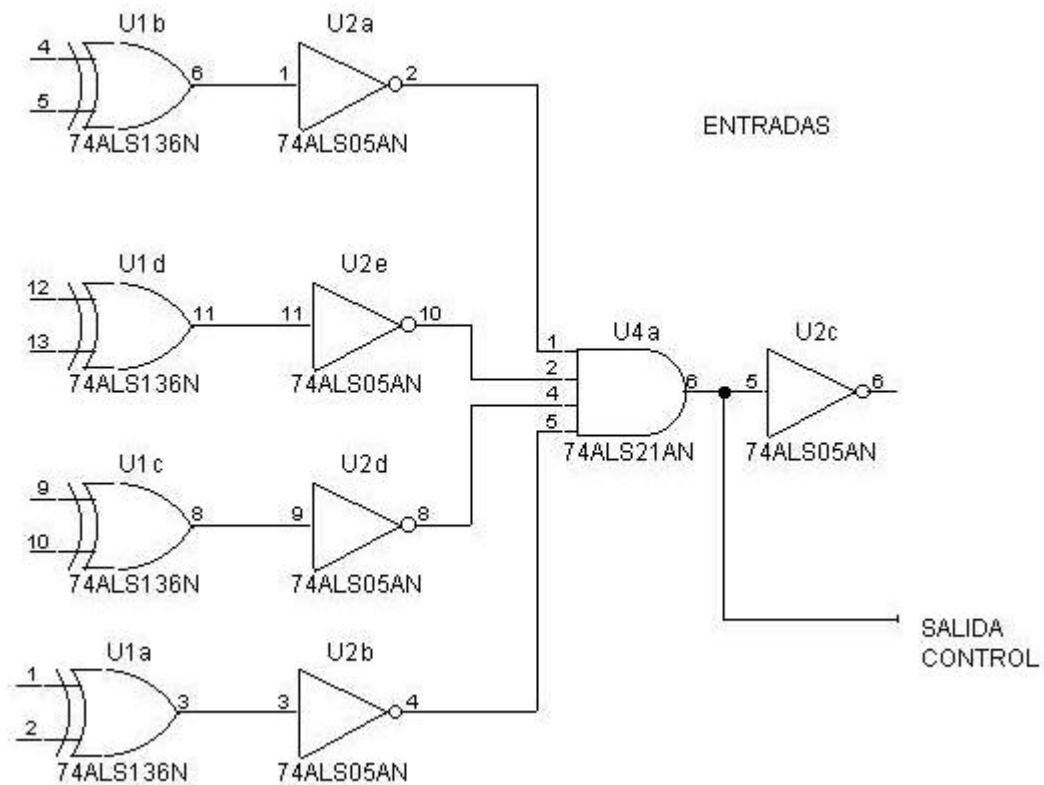 U1b U2a
4 6 1 2
5
74ALS136N 74ALS05AN
ENTRADAS
U1d U2e
12 11 11 10
13
74ALS136N 74ALS05AN
U4a U2c
1
2
4
5
6 5 6
74ALS21AN 74ALS05AN
U1c U2d
9 8 9 8
10
74ALS136N 74ALS05AN
SALIDA
CONTROL
U1a U2b
1 3 3 4
2
74ALS136N 74ALS05AN